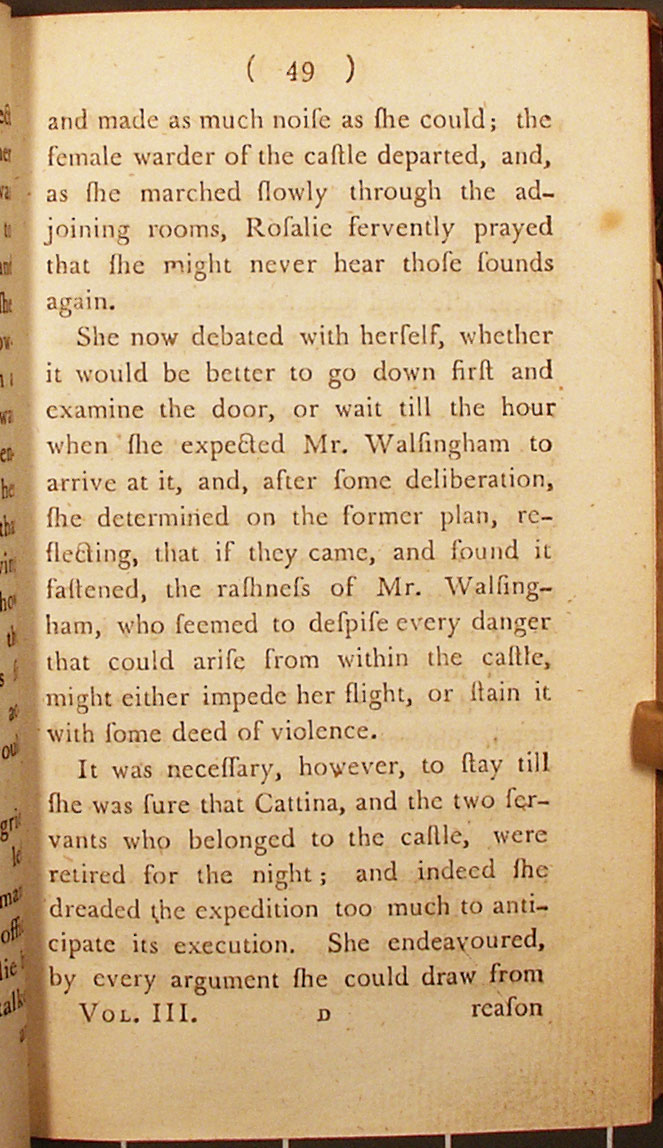 ( 49 )
and made as much noiſe as ſhe could; the
female warder of the caſtle departed, and,
as ſhe marched ſlowly through the ad-
joining rooms, Roſalie fervently prayed
that ſhe might never hear thoſe ſounds
again.
She now debated with herſelf, whether
it would be better to go down firſt and
examine the door, or wait till the hour
when ſhe expected Mr. Walſingham to
arrive at it, and, after ſome deliberation,
ſhe determined on the former plan, re-
flecting, that if they came, and found it
faſtened, the raſhneſs of Mr. Walſing-
ham, who ſeemed to deſpiſe every danger
that could ariſe from within the caſtle,
might either impede her flight, or ſtain it
with ſome deed of violence.
It was neceſſary, however, to ſtay till
ſhe was ſure that Cattina, and the two ſer-
vants who belonged to the caſtle, were
retired for the night; and indeed ſhe
dreaded the expedition too much to anti-
cipate its execution. She endeavoured,
by every argument ſhe could draw from
VOL. III. D reaſon